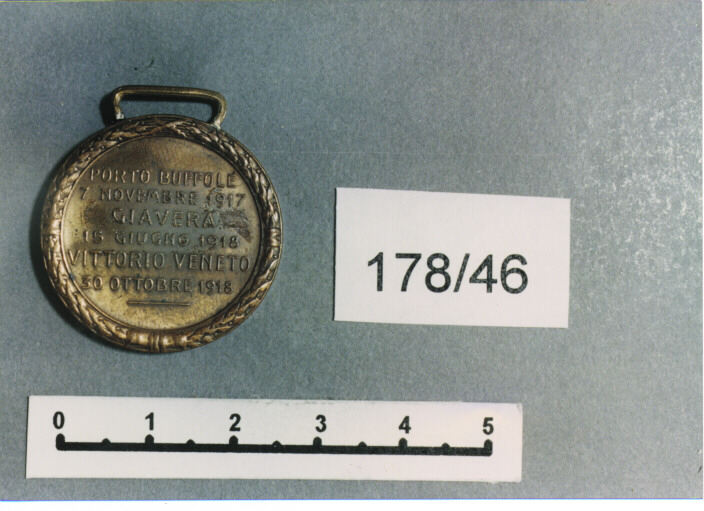 PORTO BUFFOLÈ
7 NOVEMBRE 1917
GIAVERA
15 GIUGNO 1918
VITTORIO VENETO
30 OTTOBRE 1918
178/46
0 1 2 3 4 5